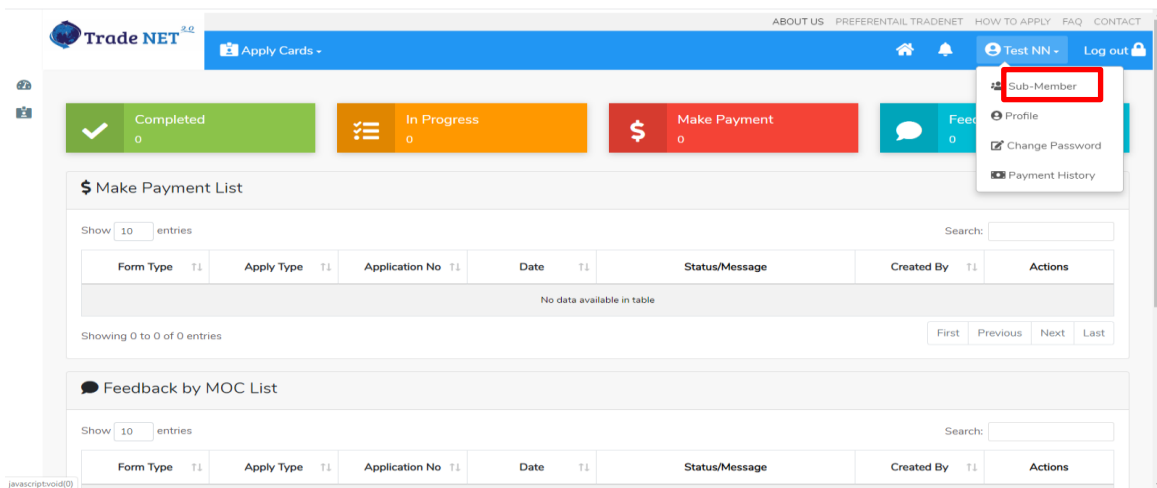 ABOUT US PREFERENTAIL TRADENET HOW TO APPLY FAQ CONTACT
Trade NET 2.0
Apply Cards
Test NN
Log out
Sub-Member
Profile
Change Password
Payment History
Completed
0
In Progress
0
Make Payment
0
Feed
0
$ Make Payment List
Show 10 entries
Search:
Form Type Apply Type Application No Date Status/Message Created By Actions
No data available in table
Showing 0 to 0 of 0 entries
First Previous Next Last
Feedback by MOC List
Show 10 entries
Search:
Form Type Apply Type Application No Date Status/Message Created By Actions
javascript:void(0)